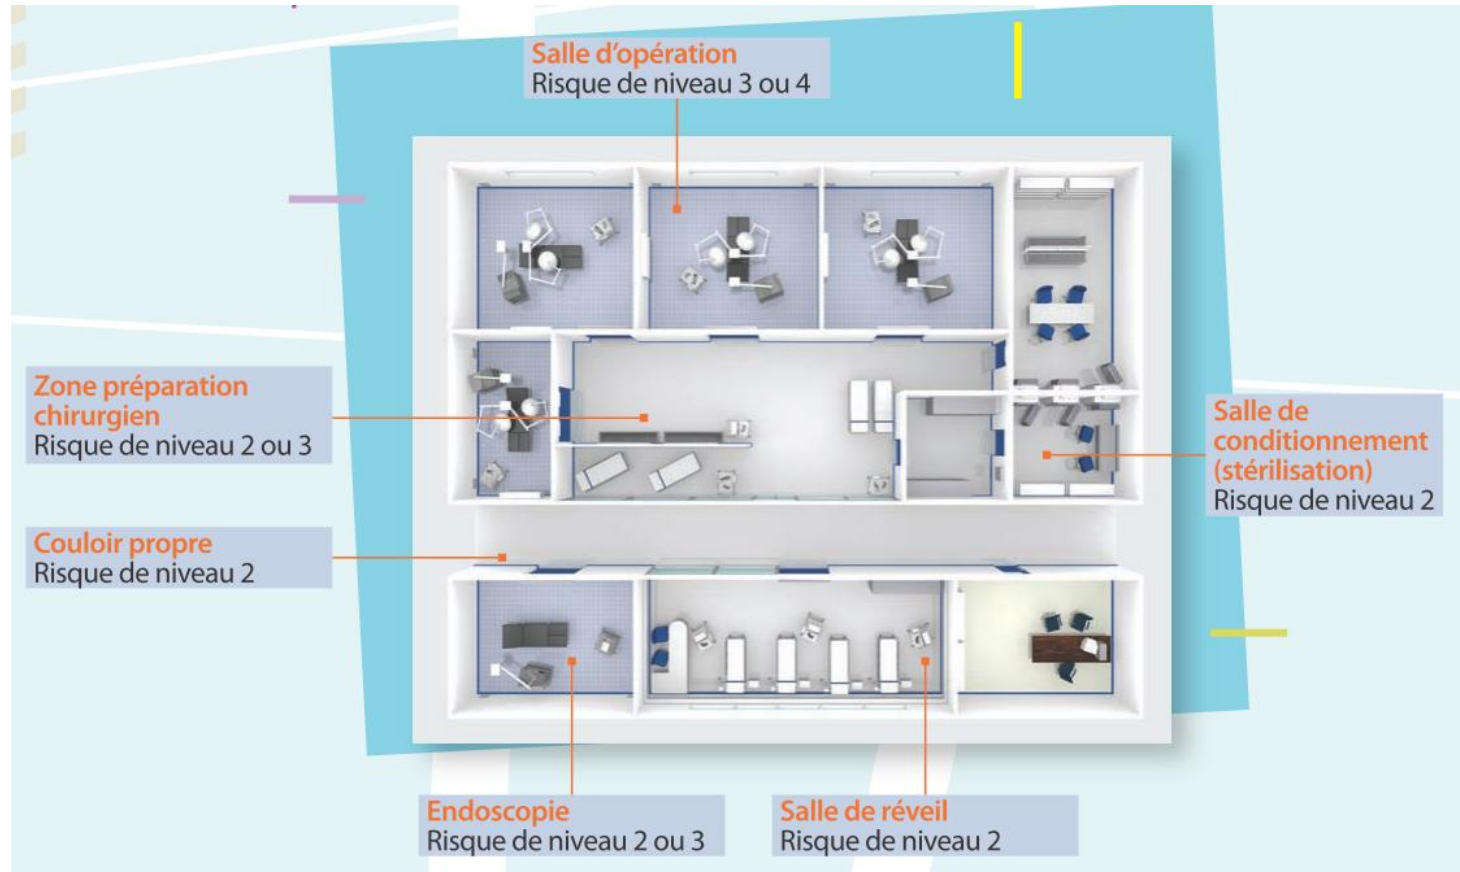 Salle d'opération
Risque de niveau 3 ou 4
Zone préparation
chirurgien
Risque de niveau 2 ou 3
Salle de
conditionnement
(stérilisation)
Risque de niveau 2
Couloir propre
Risque de niveau 2
Endoscopie
Risque de niveau 2 ou 3
Salle de réveil
Risque de niveau 2